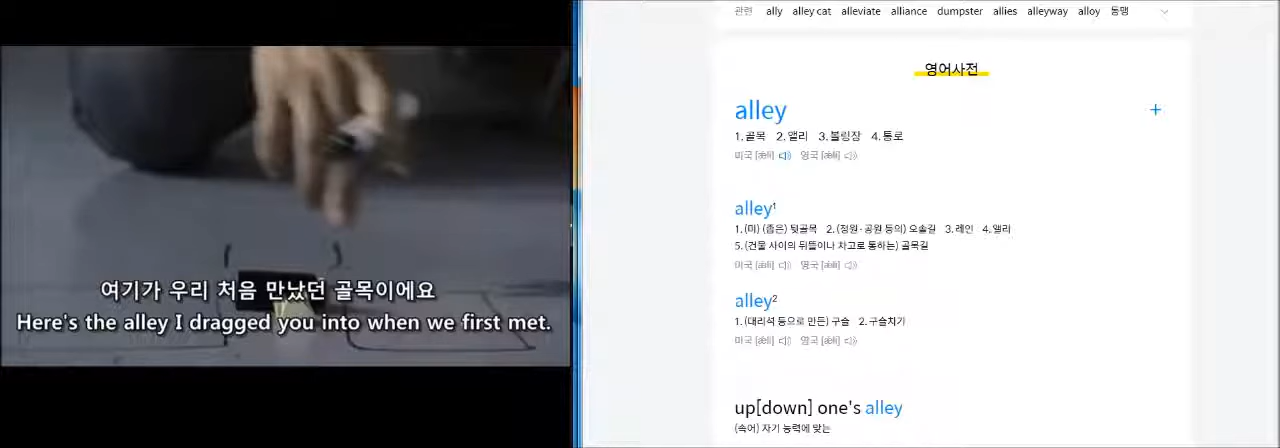 여기가 우리 처음 만났던 골목이에요
Here's the alley I dragged you into when we first met.
관련 ally alley cat alleviate alliance dumpster allies alleyway alloy 동맹
영어사전
alley
+
1. 골목 2. 앨리 3. 볼링장 4. 통로
미국 [ǽli] 영국 [ǽli]
alley1
1. (미) (좁은) 뒷골목 2. (정원·공원 등의) 오솔길 3. 레인 4. 앨리
5. (건물 사이의 뒤뜰이나 차고로 통하는) 골목길
미국 [ǽli] 영국 [ǽli]
alley2
1. (대리석 등으로 만든) 구슬 2. 구슬치기
미국 [ǽli] 영국 [ǽli]
up[down] one's alley
(속어) 자기 능력에 맞는